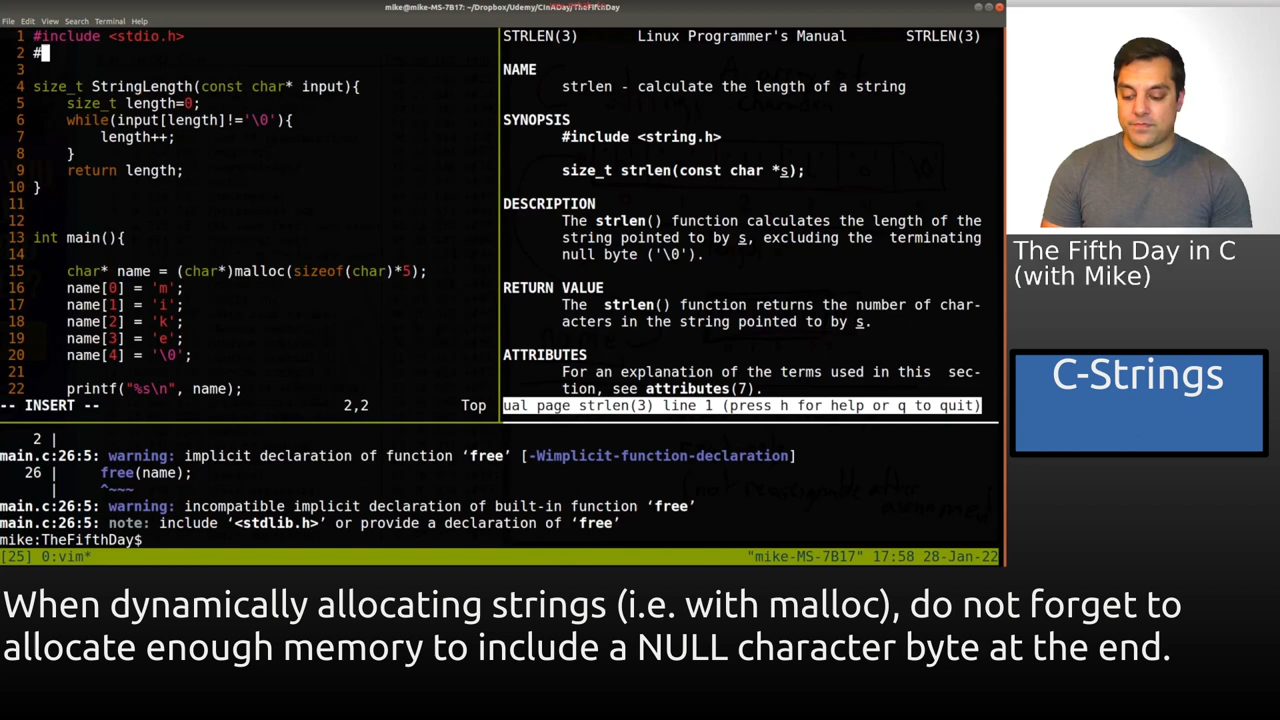 mike@mike-MS-7B17: ~/Dropbox/Udemy/CInADay/TheFifthDay
File Edit View Search Terminal Help
1 #include <stdio.h>
2 #
3
4 size_t StringLength(const char* input){
5     size_t length=0;
6     while(input[length]!='\0'){
7         length++;
8     }
9     return length;
10 }
11
12
13 int main(){
14
15     char* name = (char*)malloc(sizeof(char)*5);
16     name[0] = 'm';
17     name[1] = 'i';
18     name[2] = 'k';
19     name[3] = 'e';
20     name[4] = '\0';
21
22     printf("%s\n", name);
-- INSERT -- 2,2 Top
STRLEN(3) Linux Programmer's Manual STRLEN(3)
NAME
strlen - calculate the length of a string
SYNOPSIS
#include <string.h>
size_t strlen(const char *s);
DESCRIPTION
The strlen() function calculates the length of the
string pointed to by s, excluding the terminating
null byte ('\0').
RETURN VALUE
The strlen() function returns the number of char-
acters in the string pointed to by s.
ATTRIBUTES
For an explanation of the terms used in this sec-
tion, see attributes(7).
ual page strlen(3) line 1 (press h for help or q to quit)
2 |
main.c:26:5: warning: implicit declaration of function ‘free’ [-Wimplicit-function-declaration]
26 |     free(name);
|     ^~~~
main.c:26:5: warning: incompatible implicit declaration of built-in function ‘free’
main.c:26:5: note: include ‘<stdlib.h>’ or provide a declaration of ‘free’
mike:TheFifthDay$
[25] 0:vim* "mike-MS-7B17" 17:58 28-Jan-22
The Fifth Day in C
(with Mike)
C-Strings
When dynamically allocating strings (i.e. with malloc), do not forget to
allocate enough memory to include a NULL character byte at the end.